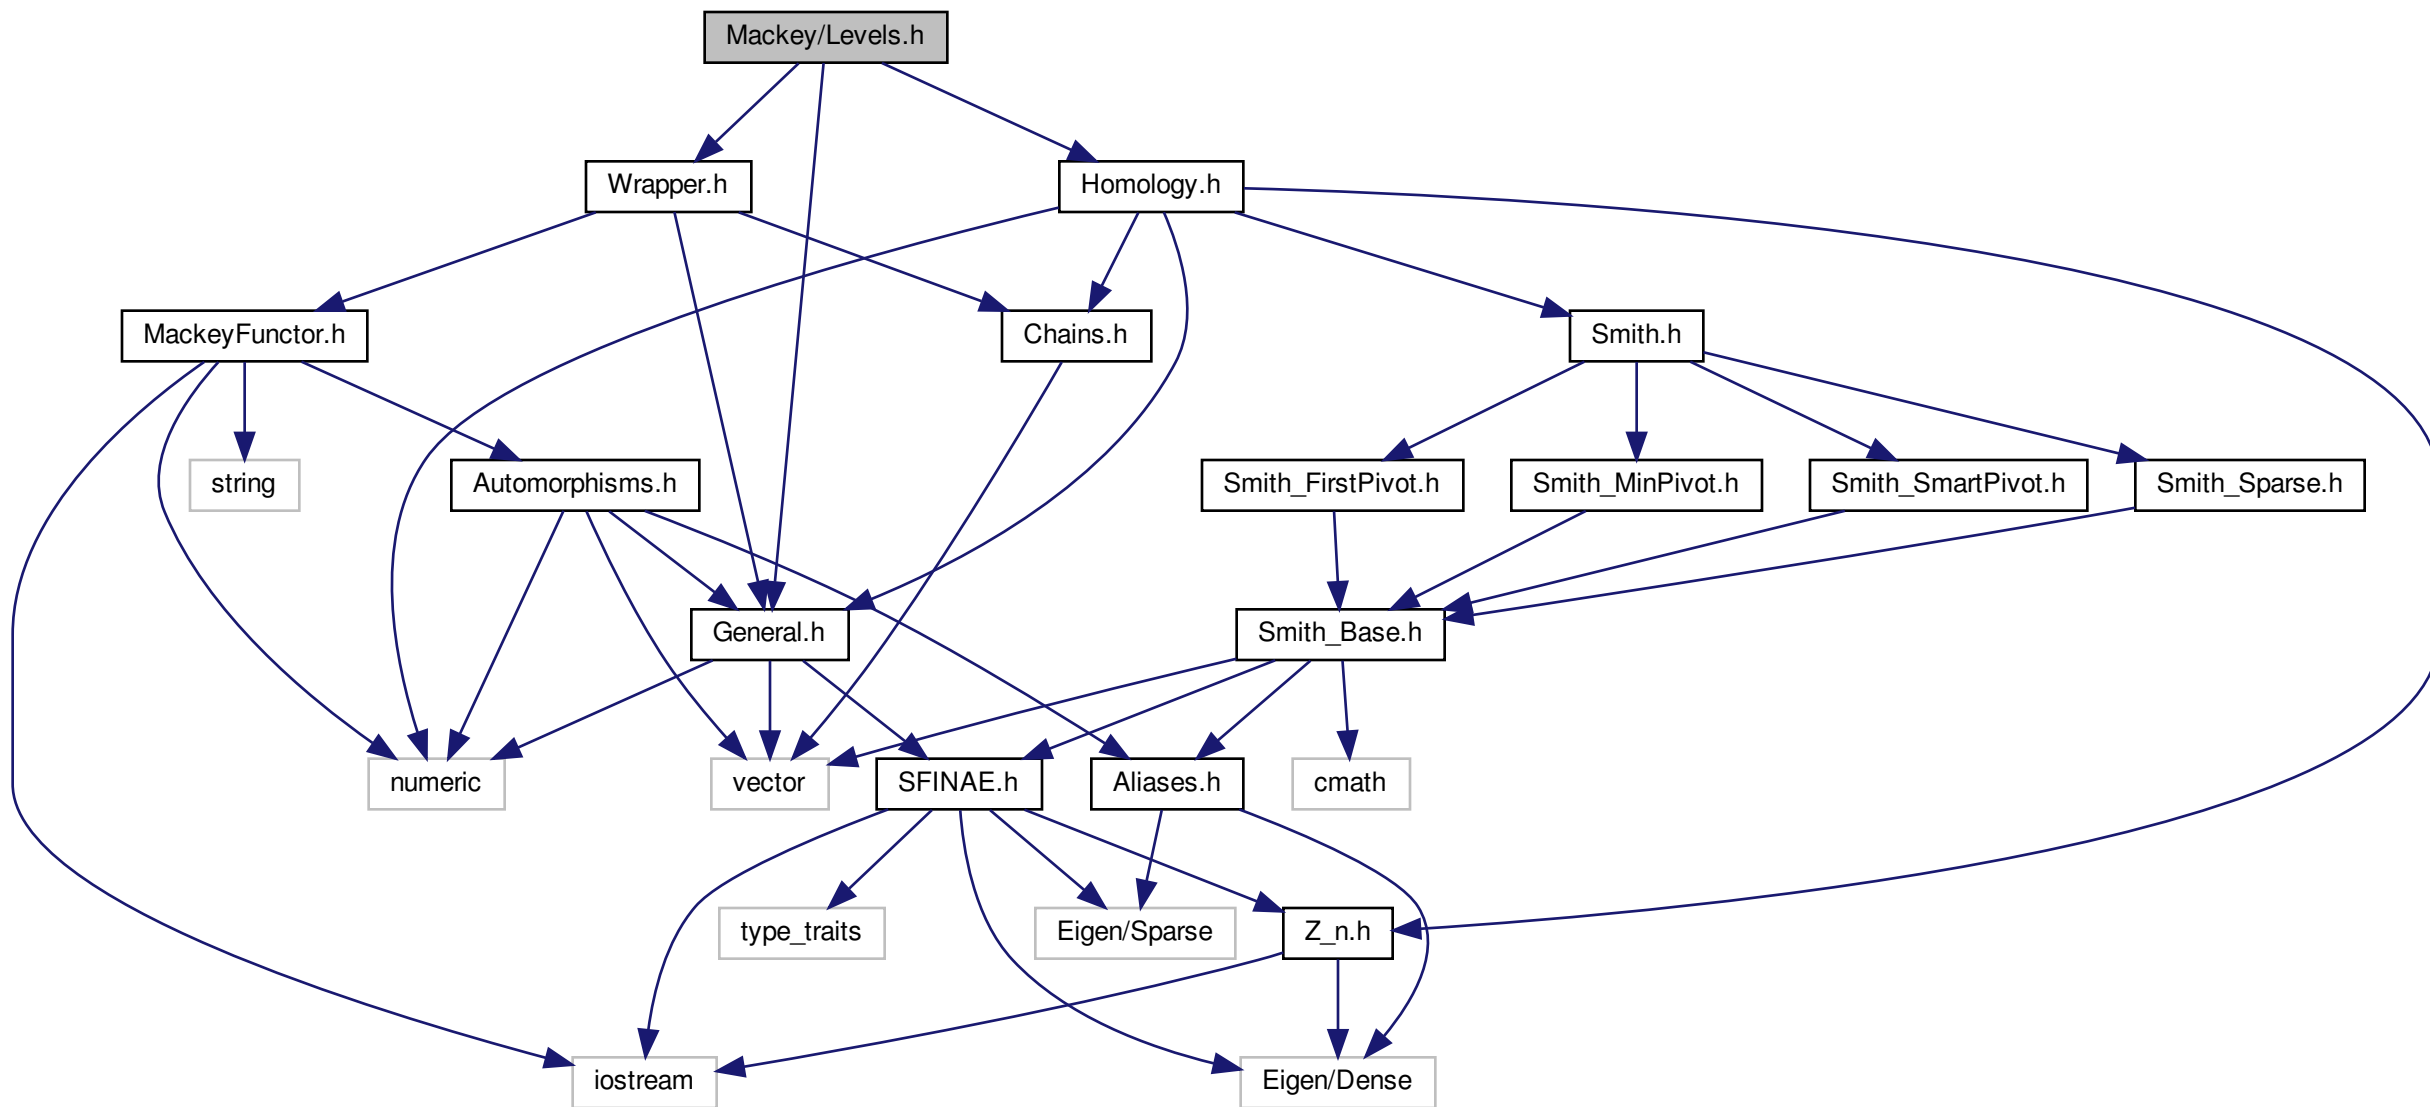 Mackey/Levels.h
Wrapper.h
Homology.h
MackeyFunctor.h
Chains.h
Smith.h
string
Automorphisms.h
Smith_FirstPivot.h
Smith_MinPivot.h
Smith_SmartPivot.h
Smith_Sparse.h
General.h
Smith_Base.h
numeric
vector
SFINAE.h
Aliases.h
cmath
type_traits
Eigen/Sparse
Z_n.h
iostream
Eigen/Dense